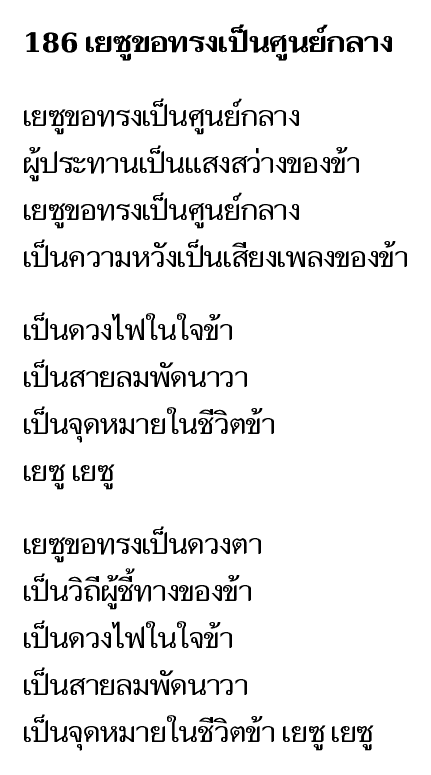 186 เยซูขอทรงเป็นศูนย์กลาง
เยซูขอทรงเป็นศูนย์กลาง
ผู้ประทานเป็นแสงสว่างของข้า
เยซูขอทรงเป็นศูนย์กลาง
เป็นความหวังเป็นเสียงเพลงของข้า
เป็นดวงไฟในใจข้า
เป็นสายลมพัดนาวา
เป็นจุดหมายในชีวิตข้า
เยซู เยซู
เยซูขอทรงเป็นดวงตา
เป็นวิถีผู้ชี้ทางของข้า
เป็นดวงไฟในใจข้า
เป็นสายลมพัดนาวา
เป็นจุดหมายในชีวิตข้า เยซู เยซู